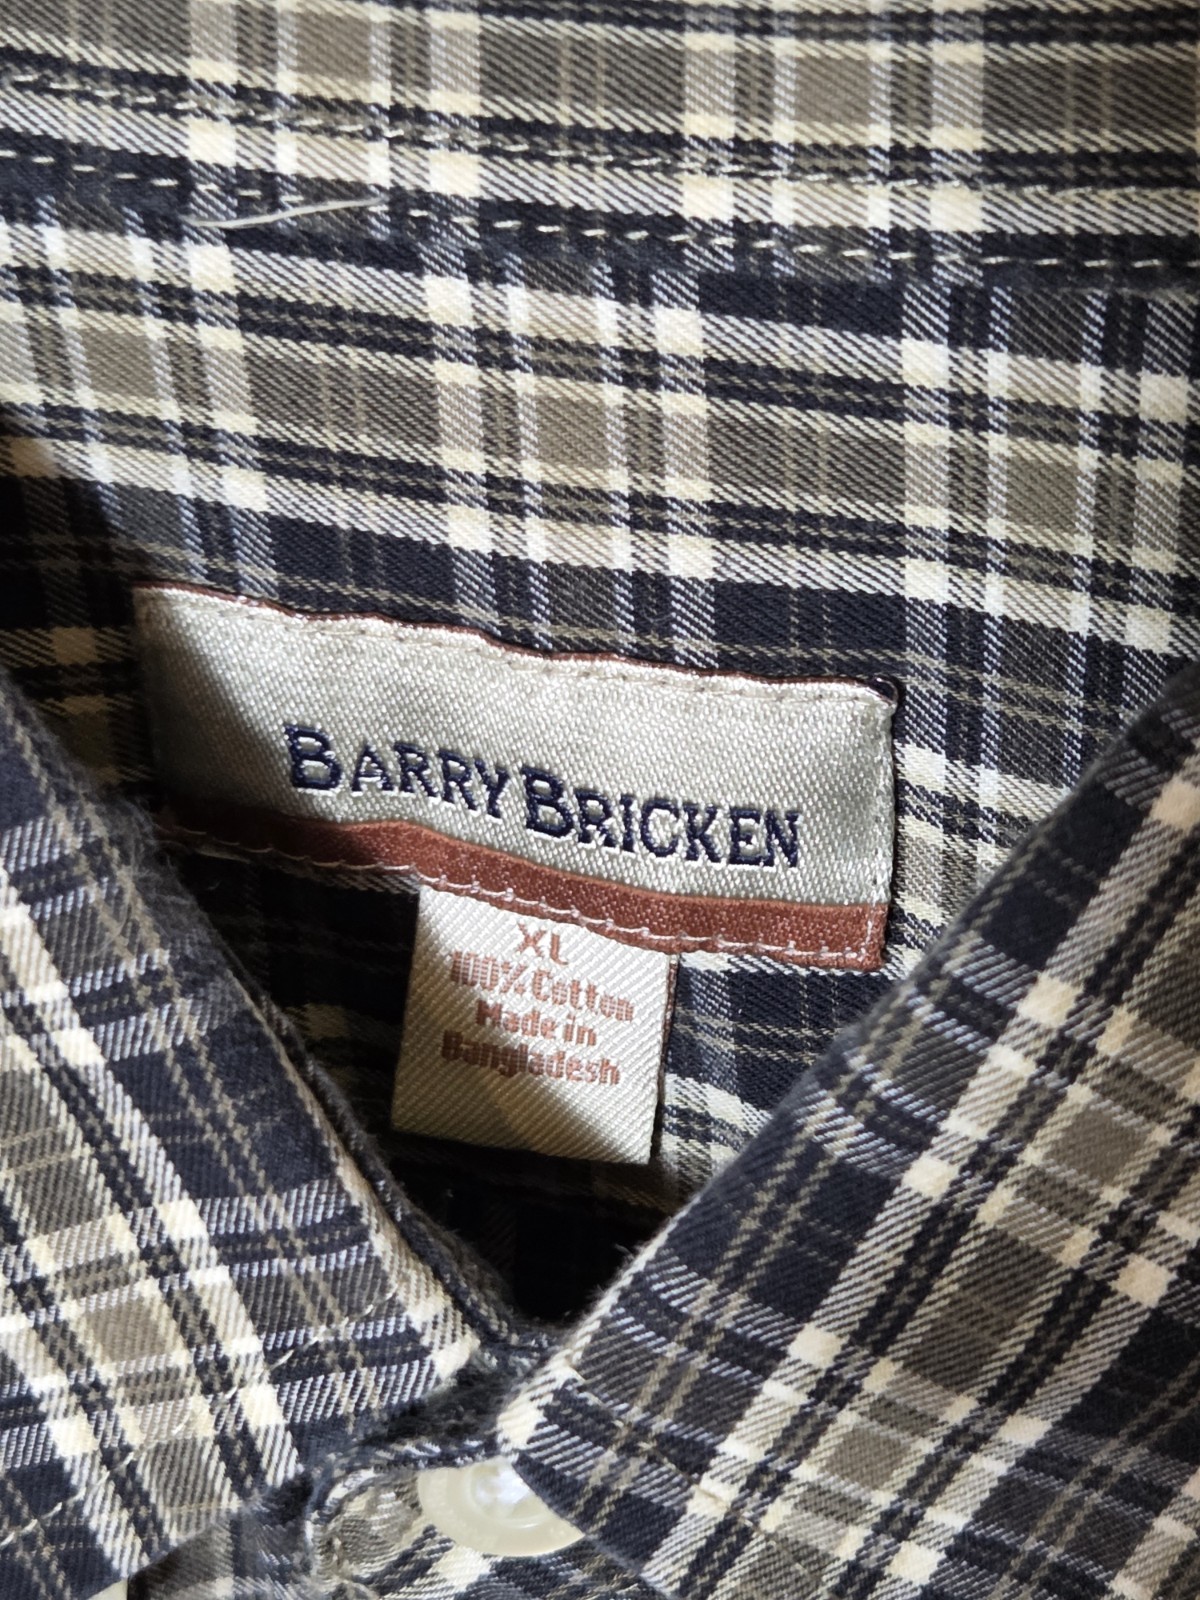 BARRY BRICKEN
XL
100% Cotton
Made in
Bangladesh